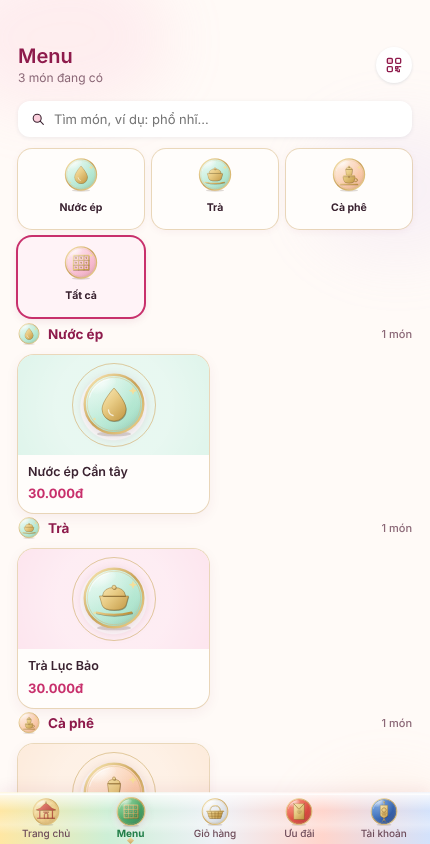 Menu
3 món đang có
Tìm món, ví dụ: phổ nhĩ...
Nước ép
Trà
Cà phê
Tất cả
Nước ép
1 món
Nước ép Cần tây
30.000đ
Trà
1 món
Trà Lục Bảo
30.000đ
Cà phê
1 món
Trang chủ
Menu
Giỏ hàng
Ưu đãi
Tài khoản